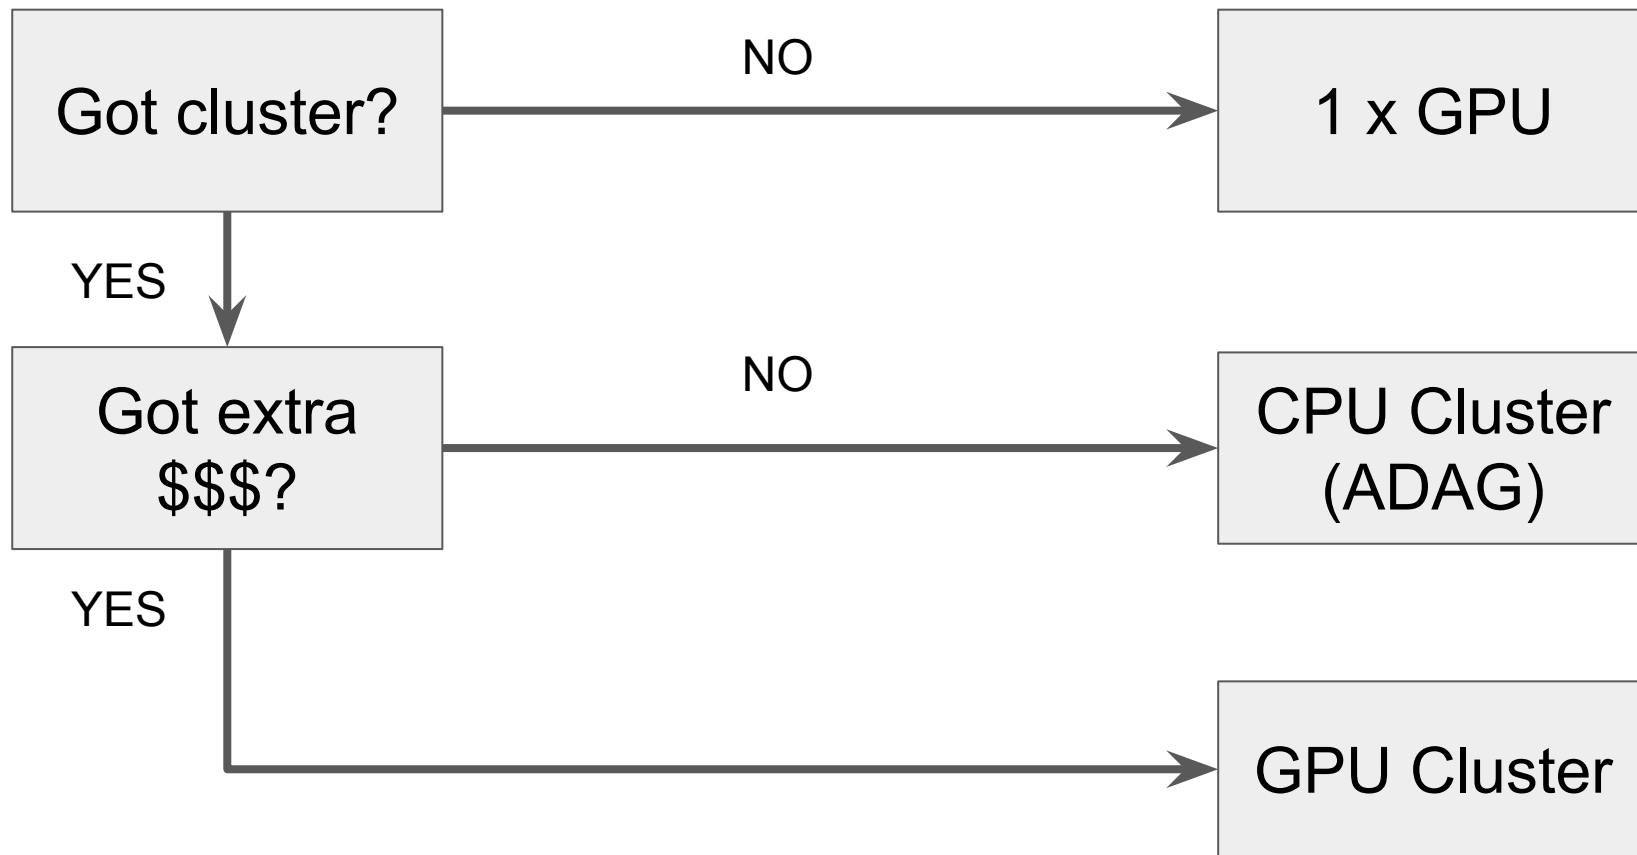 Got cluster?
NO
1 x GPU
YES
Got extra
$$$?
NO
CPU Cluster
(ADAG)
YES
GPU Cluster